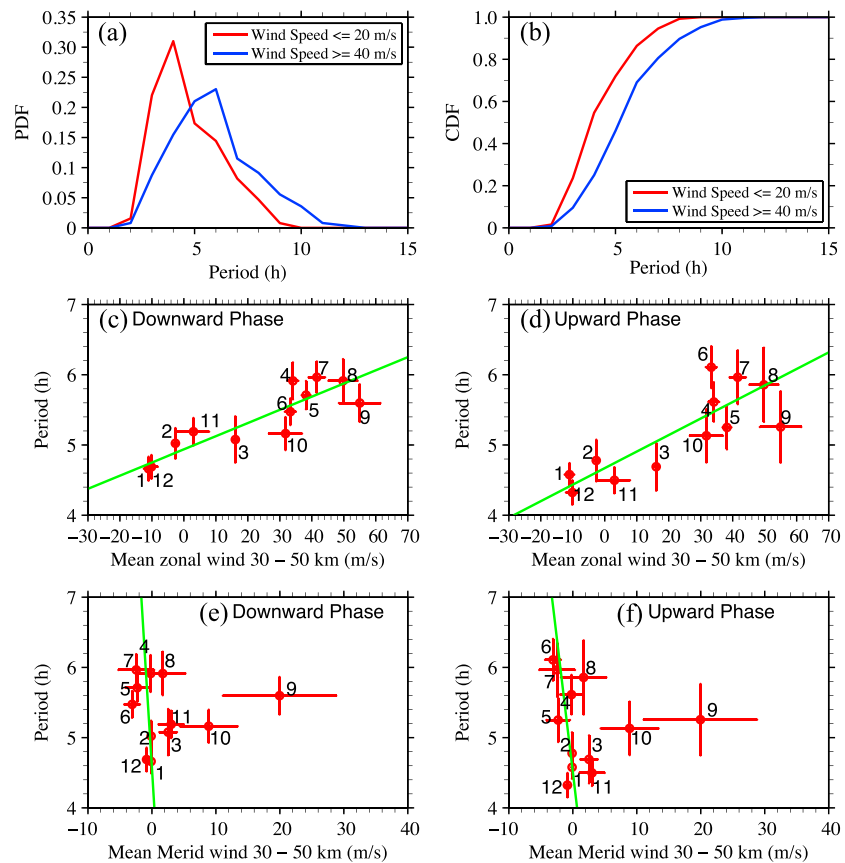 (a)
Wind Speed <= 20 m/s
Wind Speed >= 40 m/s
PDF
0.35
0.30
0.25
0.20
0.15
0.10
0.05
0
0 5 10 15
Period (h)
(b)
Wind Speed <= 20 m/s
Wind Speed >= 40 m/s
CDF
1.0
0.8
0.6
0.4
0.2
0
0 5 10 15
Period (h)
(c) Downward Phase
Period (h)
7
6
5
4
1 12 2 11 3 10 6 4 5 7 8 9
−30 −20 −10 0 10 20 30 40 50 60 70
Mean zonal wind 30 − 50 km (m/s)
(d) Upward Phase
Period (h)
7
6
5
4
1 12 2 11 3 10 6 4 5 7 8 9
−30 −20 −10 0 10 20 30 40 50 60 70
Mean zonal wind 30 − 50 km (m/s)
(e) Downward Phase
Period (h)
7
6
5
4
7 4 8 5 6 9 2 11 3 10 12 1
−10 0 10 20 30 40
Mean Merid wind 30 − 50 km (m/s)
(f) Upward Phase
Period (h)
7
6
5
4
6 7 8 4 5 9 10 2 3 1 12 11
−10 0 10 20 30 40
Mean Merid wind 30 − 50 km (m/s)